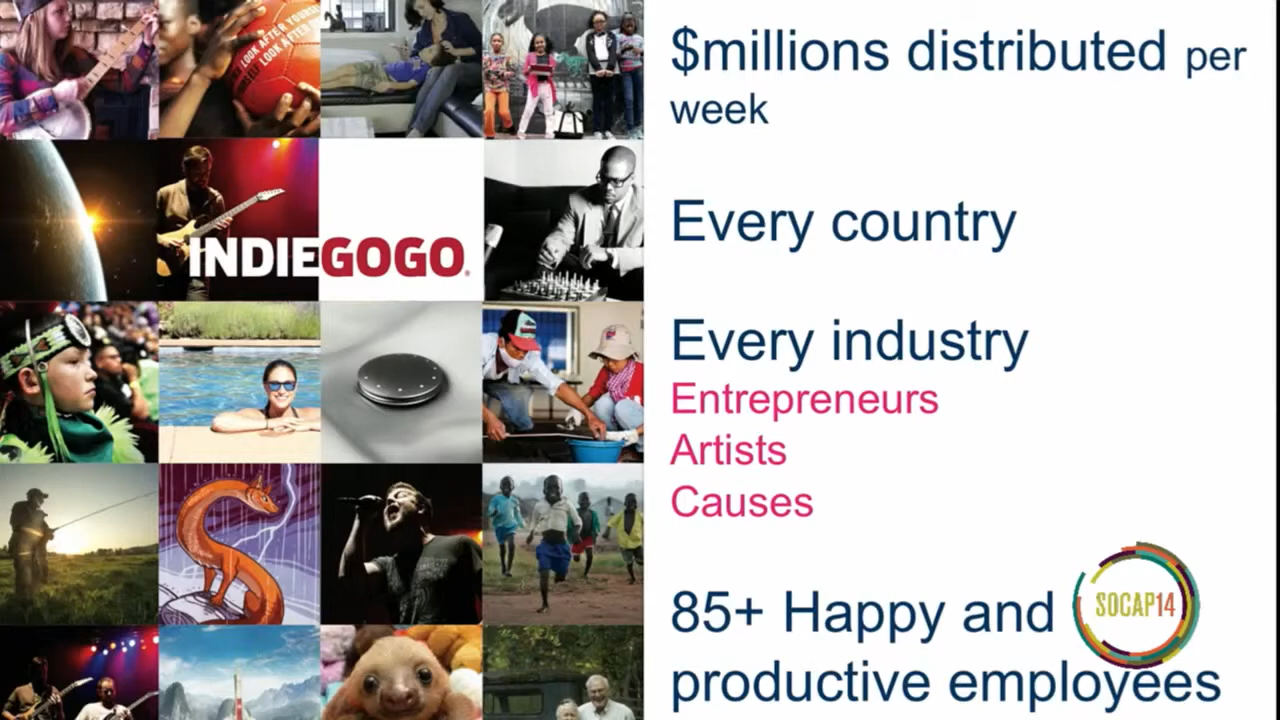 $millions distributed per
week
Every country
Every industry
Entrepreneurs
Artists
Causes
85+ Happy and
productive employees
SOCAP14
INDIEGOGO
LOOK AFTER YOURSELF
LOOK AFTER